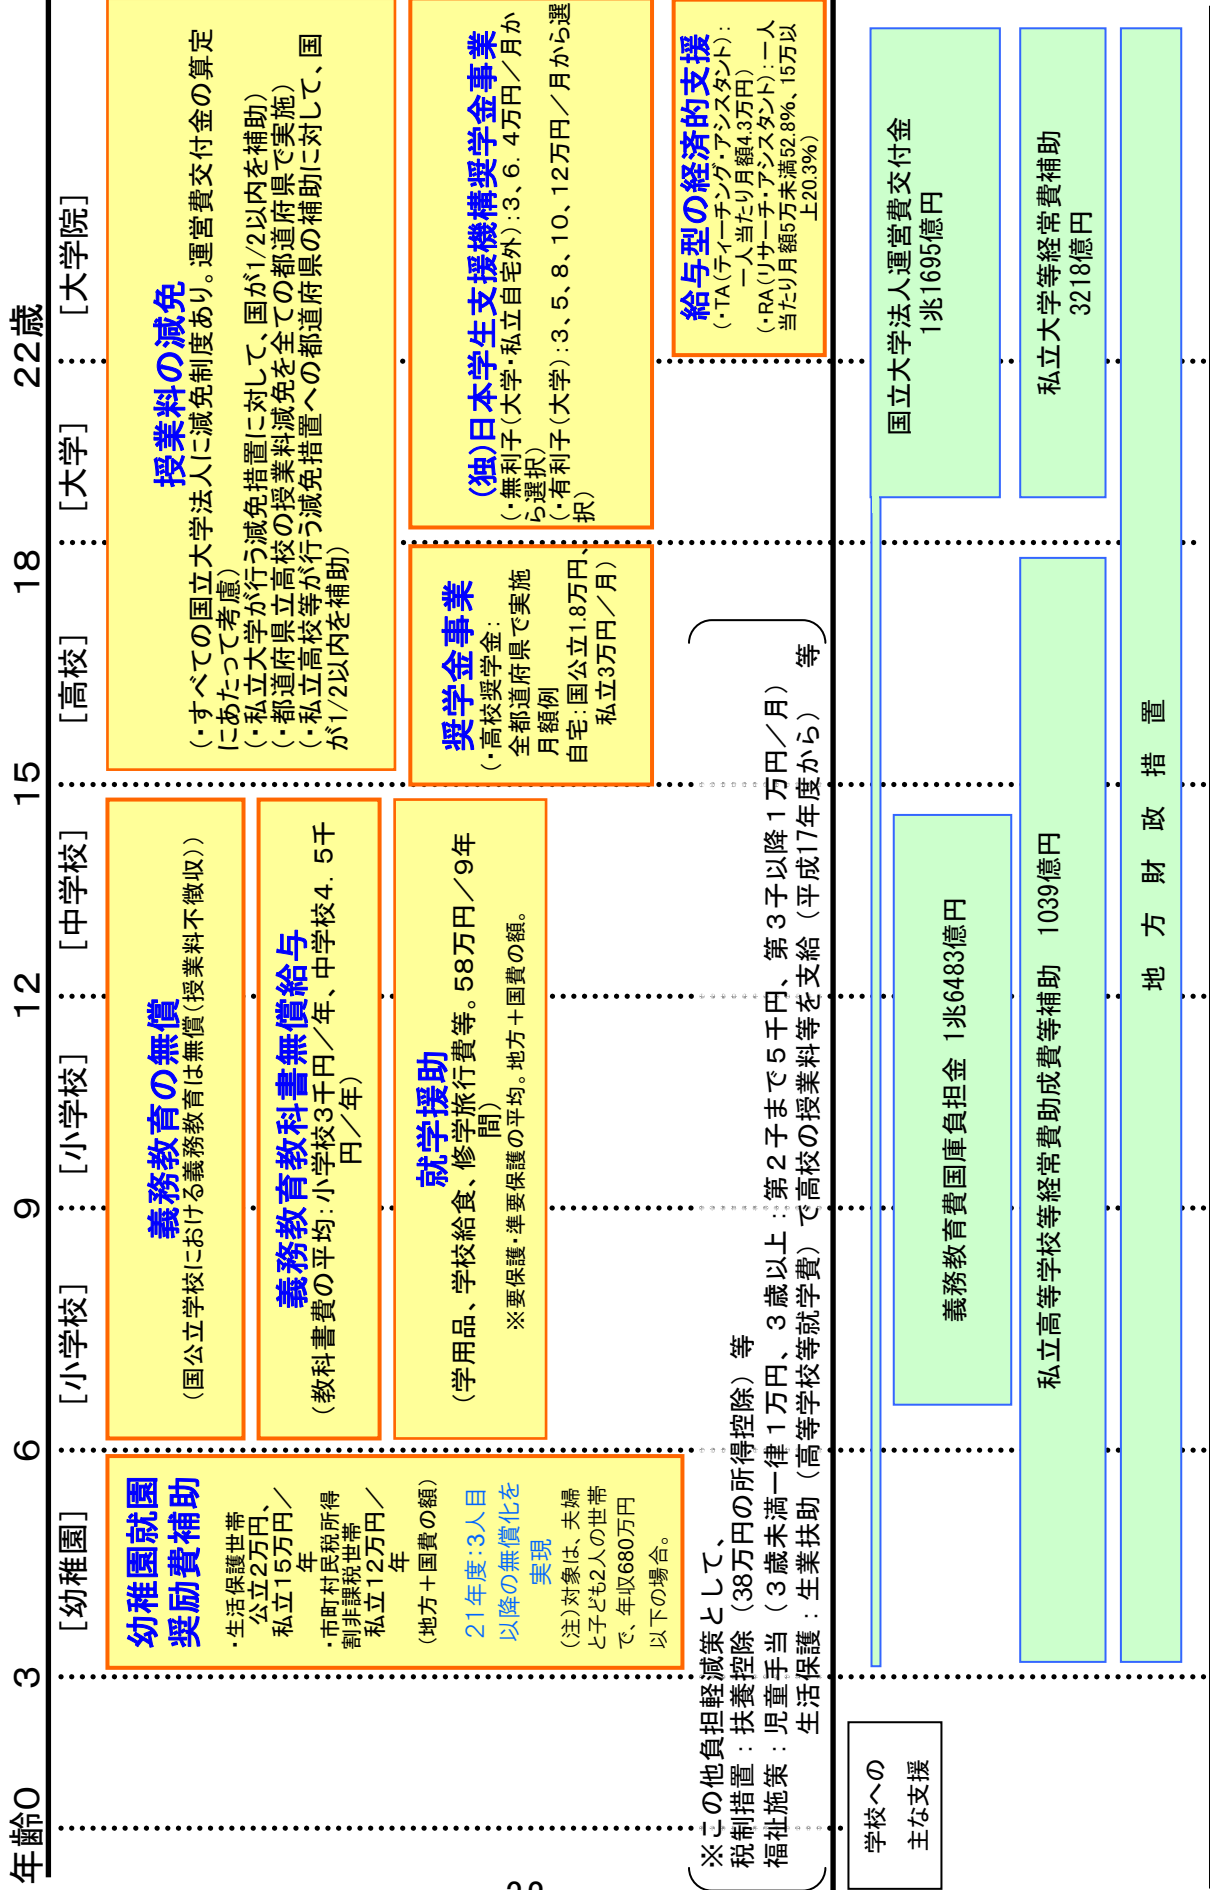 年齢0 3 6 9 12 15 18 22歳
[幼稚園] [小学校] [小学校] [中学校] [高校] [大学] [大学院]
幼稚園就園
奨励費補助
・生活保護世帯
公立2万円、
私立15万円／
年
・市町村民税所得
割非課税世帯
私立12万円／
年
(地方＋国費の額)
21年度：3人目
以降の無償化を
実現
(注)対象は、夫婦
と子ども2人の世帯
で、年収680万円
以下の場合。
義務教育の無償
(国公立学校における義務教育は無償(授業料不徴収))
義務教育教科書無償給与
(教科書費の平均：小学校3千円／年、中学校4．5千
円／年)
就学援助
(学用品、学校給食、修学旅行費等。58万円／9年
間)
※要保護・準要保護の平均。地方＋国費の額。
授業料の減免
(・すべての国立大学法人に減免制度あり。運営費交付金の算定
にあたって考慮)
(・私立大学が行う減免措置に対して、国が1/2以内を補助)
(・都道府県立高校の授業料減免を全ての都道府県で実施)
(・私立高校等が行う減免措置への都道府県の補助に対して、国
が1/2以内を補助)
奨学金事業
(・高校奨学金：
全都道府県で実施
月額例
自宅：国公立1.8万円、
私立3万円／月)
(独)日本学生支援機構奨学金事業
(・無利子(大学・私立自宅外)：3、6．4万円／月か
ら選択)
(・有利子(大学)：3、5、8、10、12万円／月から選
択)
給与型の経済的支援
(・TA(ティーチング・アシスタント)：
一人当たり月額4.3万円)
(・RA(リサーチ・アシスタント)：一人
当たり月額5万未満52.8%、15万以
上20.3%)
※この他負担軽減策として、
税制措置：扶養控除（38万円の所得控除）等
福祉施策：児童手当（３歳未満一律１万円、３歳以上：第２子まで５千円、第３子以降１万円／月）
生活保護：生業扶助（高等学校等就学費）で高校の授業料等を支給（平成17年度から） 等
学校への
主な支援
国立大学法人運営費交付金
1兆1695億円
義務教育費国庫負担金 1兆6483億円
私立高等学校等経常費助成費等補助 1039億円
私立大学等経常費補助
3218億円
地方財政措置